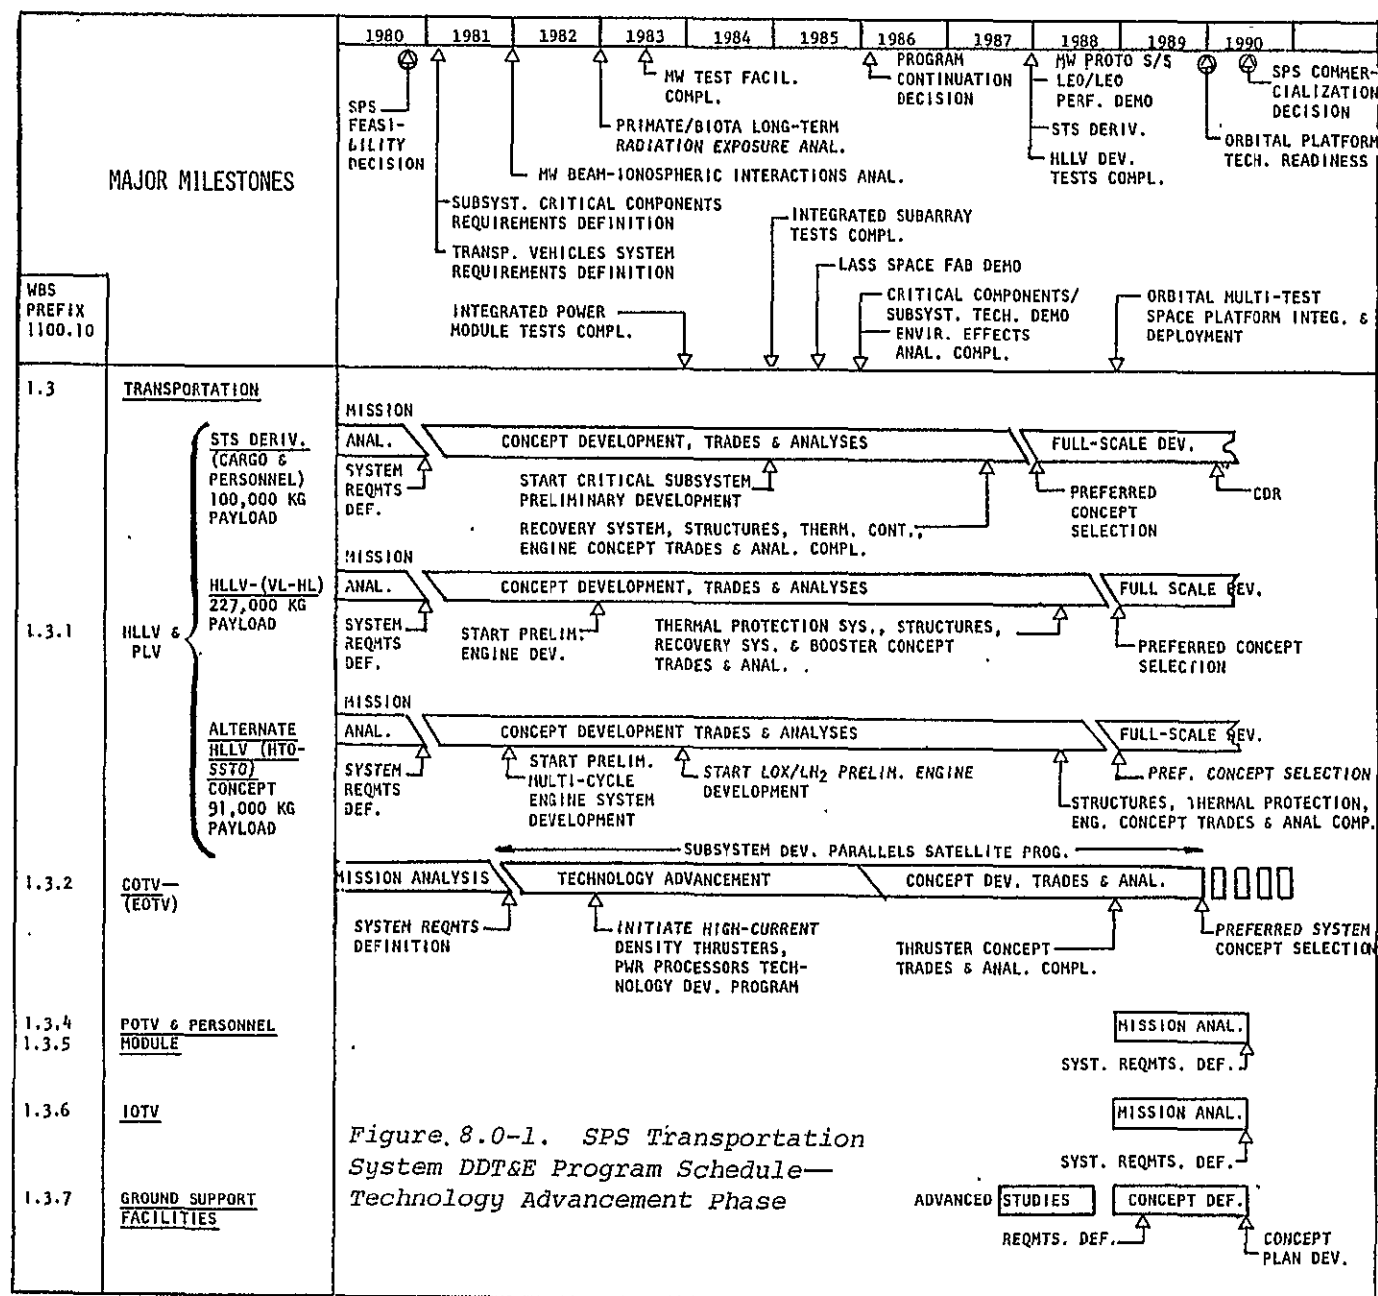 1980 1981 1982 1983 1984 1985 1986 1987 1988 1989 1990
MAJOR MILESTONES
SPS
FEASI-
LILITY
DECISION
MW TEST FACIL.
COMPL.
PROGRAM
CONTINUATION
DECISION
MW PROTO S/S
LEO/LEO
PERF. DEMO
STS DERIV.
HLLV DEV.
TESTS COMPL.
SPS COMMER-
CIALIZATION
DECISION
ORBITAL PLATFORM
TECH. READINESS
PRIMATE/BIOTA LONG-TERM
RADIATION EXPOSURE ANAL.
MW BEAM-IONOSPHERIC INTERACTIONS ANAL.
SUBSYST. CRITICAL COMPONENTS
REQUIREMENTS DEFINITION
TRANSP. VEHICLES SYSTEM
REQUIREMENTS DEFINITION
INTEGRATED SUBARRAY
TESTS COMPL.
LASS SPACE FAB DEMO
INTEGRATED POWER
MODULE TESTS COMPL.
CRITICAL COMPONENTS/
SUBSYST. TECH. DEMO
ENVIR. EFFECTS
ANAL. COMPL.
ORBITAL MULTI-TEST
SPACE PLATFORM INTEG. &
DEPLOYMENT
WBS
PREFIX
1100.10
1.3 TRANSPORTATION
1.3.1 HLLV &
PLV
STS DERIV.
(CARGO &
PERSONNEL)
100,000 KG
PAYLOAD
MISSION
ANAL.
CONCEPT DEVELOPMENT, TRADES & ANALYSES
FULL-SCALE DEV.
SYSTEM
REQMTS
DEF.
START CRITICAL SUBSYSTEM
PRELIMINARY DEVELOPMENT
RECOVERY SYSTEM, STRUCTURES, THERM. CONT.,
ENGINE CONCEPT TRADES & ANAL. COMPL.
PREFERRED
CONCEPT
SELECTION
CDR
HLLV-(VL-HL)
227,000 KG
PAYLOAD
MISSION
ANAL.
CONCEPT DEVELOPMENT, TRADES & ANALYSES
FULL SCALE DEV.
SYSTEM
REQMTS
DEF.
START PRELIM.
ENGINE DEV.
THERMAL PROTECTION SYS., STRUCTURES,
RECOVERY SYS. & BOOSTER CONCEPT
TRADES & ANAL.
PREFERRED CONCEPT
SELECTION
ALTERNATE
HLLV (HTO-
SSTO)
CONCEPT
91,000 KG
PAYLOAD
MISSION
ANAL.
CONCEPT DEVELOPMENT TRADES & ANALYSES
FULL-SCALE DEV.
SYSTEM
REQMTS
DEF.
START PRELIM.
MULTI-CYCLE
ENGINE SYSTEM
DEVELOPMENT
START LOX/LH2 PRELIM. ENGINE
DEVELOPMENT
PREF. CONCEPT SELECTION
STRUCTURES, THERMAL PROTECTION,
ENG. CONCEPT TRADES & ANAL COMP.
SUBSYSTEM DEV. PARALLELS SATELLITE PROG.
1.3.2 COTV—
(EOTV)
MISSION ANALYSIS
TECHNOLOGY ADVANCEMENT
CONCEPT DEV. TRADES & ANAL.
SYSTEM REQMTS
DEFINITION
INITIATE HIGH-CURRENT
DENSITY THRUSTERS,
PWR PROCESSORS TECH-
NOLOGY DEV. PROGRAM
THRUSTER CONCEPT
TRADES & ANAL. COMPL.
PREFERRED SYSTEM
CONCEPT SELECTION
1.3.4 POTV & PERSONNEL
1.3.5 MODULE
MISSION ANAL.
SYST. REQMTS. DEF.
1.3.6 IOTV
MISSION ANAL.
SYST. REQMTS. DEF.
Figure 8.0-1. SPS Transportation
System DDT&E Program Schedule—
Technology Advancement Phase
1.3.7 GROUND SUPPORT
FACILITIES
ADVANCED STUDIES
CONCEPT DEF.
REQMTS. DEF.
CONCEPT
PLAN DEV.